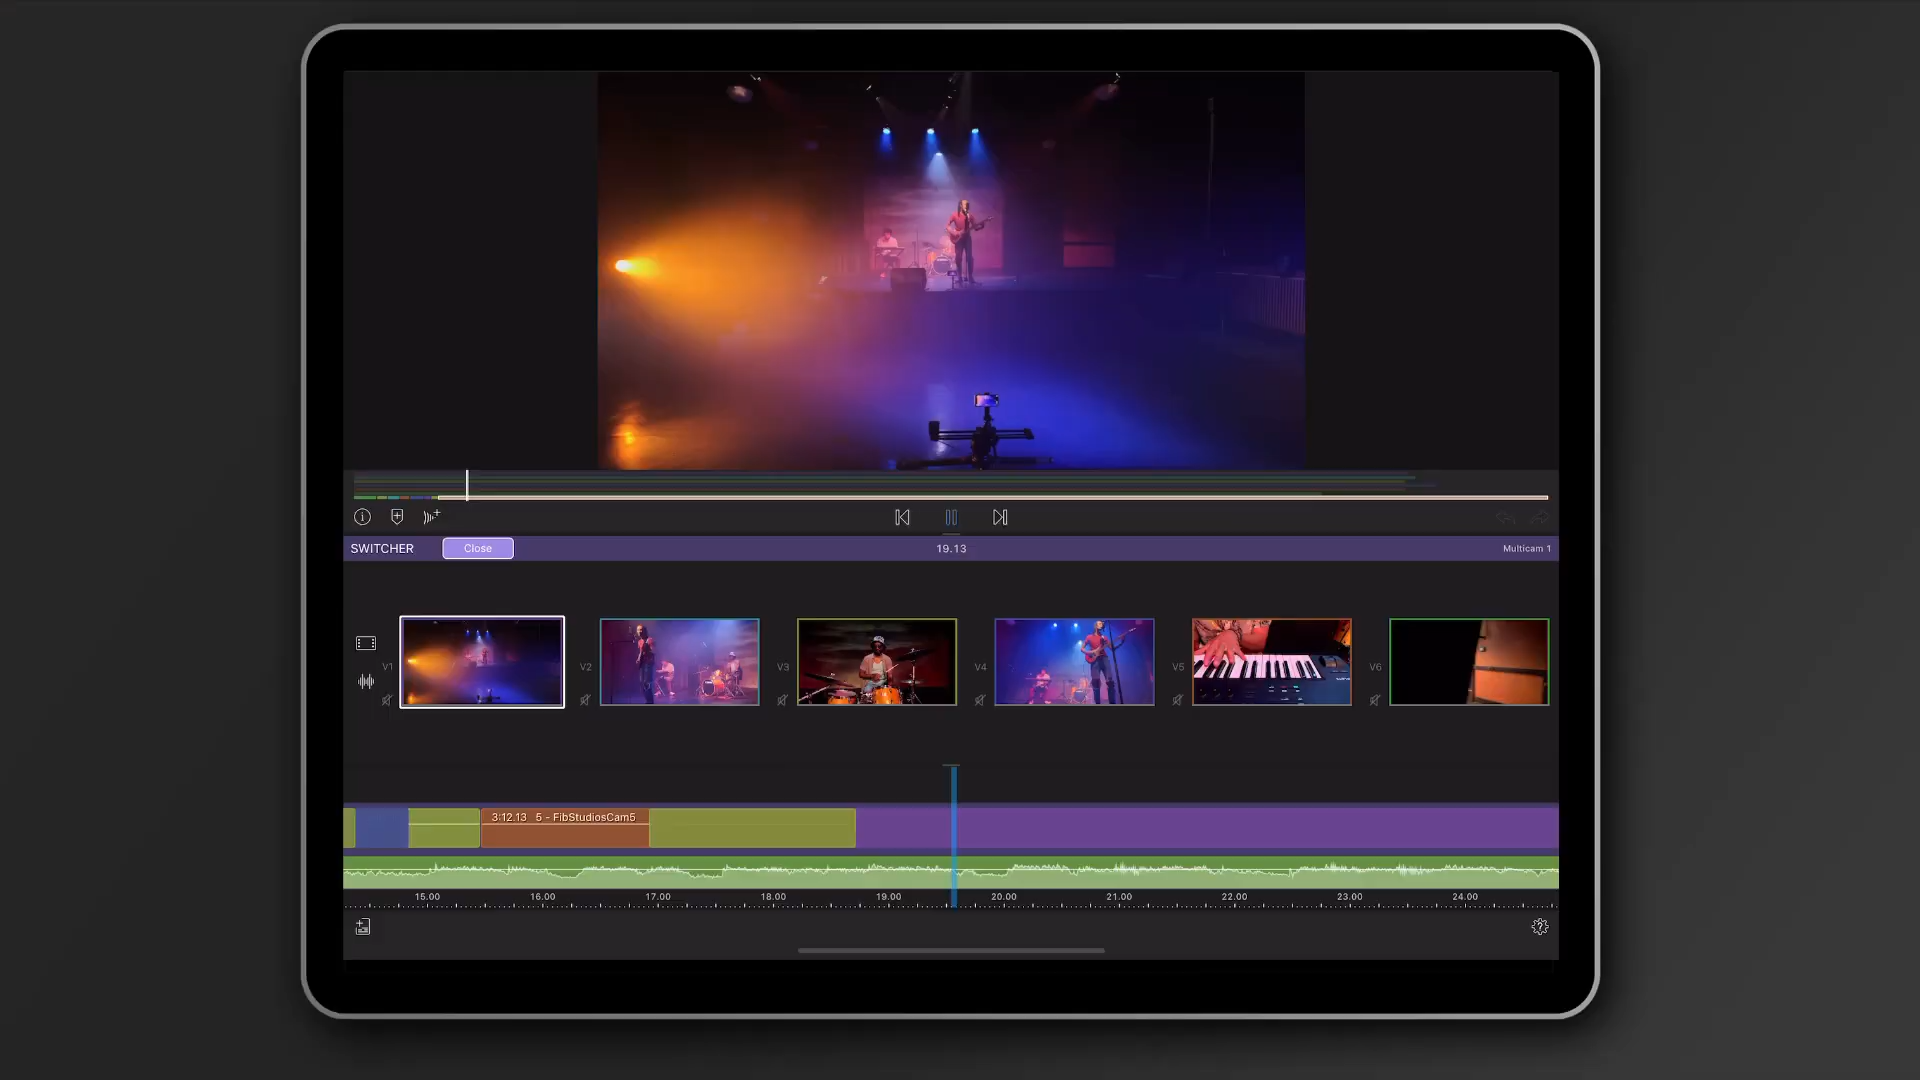 SWITCHER
Close
19.13
Multicam 1
V1
V2
V3
V4
V5
V6
3:12.13 5 - FibStudiosCam5
15.00
16.00
17.00
18.00
19.00
20.00
21.00
22.00
23.00
24.00